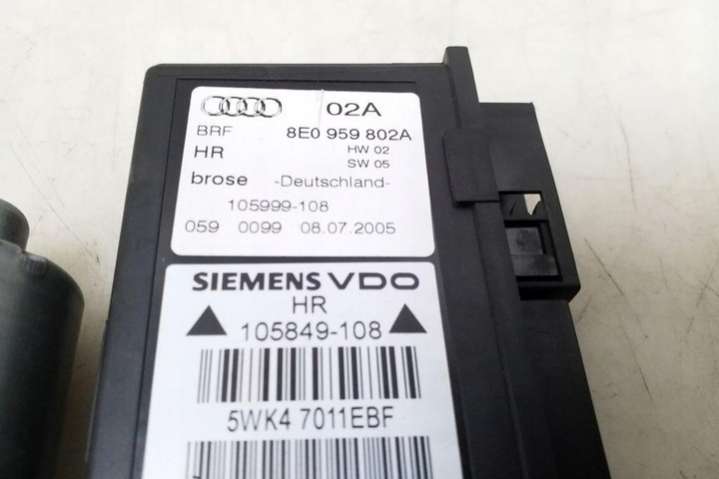 02A
BRF 8E0 959 802A
HR HW 02
SW 05
brose -Deutschland-
105999-108
059 0099 08.07.2005
SIEMENS VDO
HR
105849-108
5WK4 7011EBF